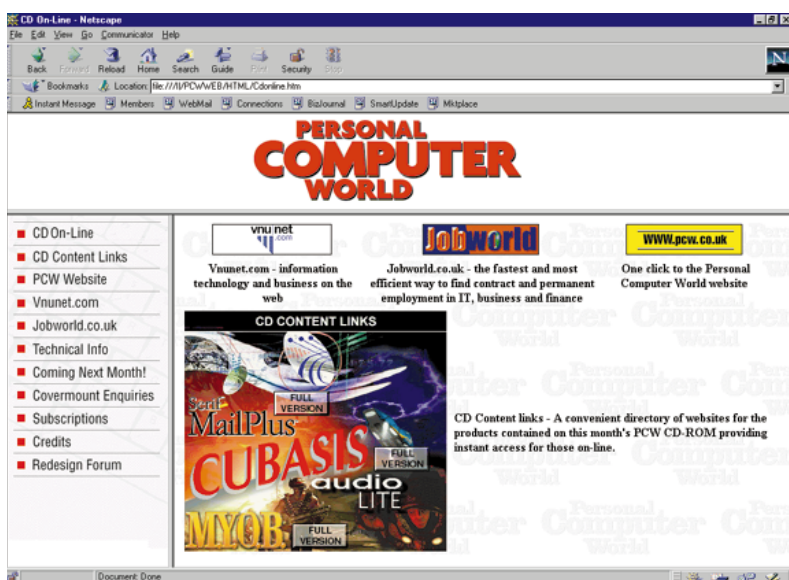 CD On-Line - Netscape
File Edit View Go Communicator Help
Back Forward Reload Home Search Guide Print Security Stop
Bookmarks Location: file:///I|/PCWWEB/HTML/Cdonline.htm
Instant Message Members WebMail Connections BizJournal SmartUpdate Mktplace
PERSONAL
COMPUTER
WORLD
CD On-Line
CD Content Links
PCW Website
Vnunet.com
Jobworld.co.uk
Technical Info
Coming Next Month!
Covermount Enquiries
Subscriptions
Credits
Redesign Forum
vnu net
.com
Vnunet.com - information
technology and business on the
web
Jobworld
Jobworld.co.uk - the fastest and most
efficient way to find contract and permanent
employment in IT, business and finance
WWW.pcw.co.uk
One click to the Personal
Computer World website
CD CONTENT LINKS
FULL
VERSION
Serif
MailPlus
CUBASIS
FULL
VERSION
audio
LITE
MYOB
FULL
VERSION
CD Content links - A convenient directory of websites for the
products contained on this month's PCW CD-ROM providing
instant access for those on-line.
Document: Done